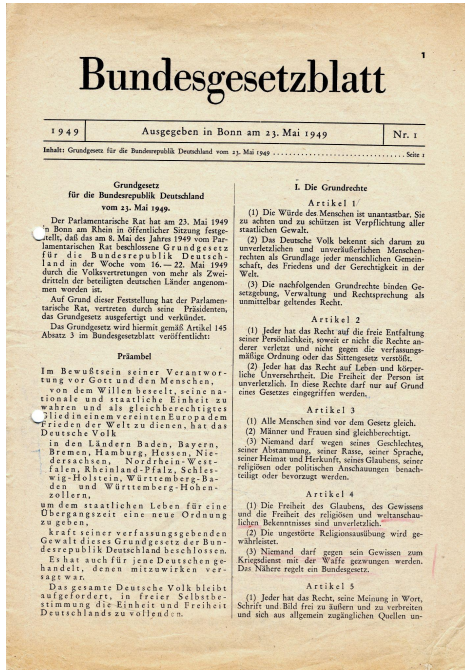 1
Bundesgesetzblatt
1949
Ausgegeben in Bonn am 23. Mai 1949
Nr. 1
Inhalt: Grundgesetz für die Bundesrepublik Deutschland vom 23. Mai 1949 .......................................... Seite 1
Grundgesetz
für die Bundesrepublik Deutschland
vom 23. Mai 1949.
Der Parlamentarische Rat hat am 23. Mai 1949
in Bonn am Rhein in öffentlicher Sitzung festge-
stellt, daß das am 8. Mai des Jahres 1949 vom Par-
lamentarischen Rat beschlossene Grundgesetz
für die Bundesrepublik Deutsch-
land in der Woche vom 16. — 22. Mai 1949
durch die Volksvertretungen von mehr als Zwei-
dritteln der beteiligten deutschen Länder angenom-
men worden ist.
Auf Grund dieser Feststellung hat der Parlamen-
tarische Rat, vertreten durch seine Präsidenten,
das Grundgesetz ausgefertigt und verkündet.
Das Grundgesetz wird hiermit gemäß Artikel 145
Absatz 3 im Bundesgesetzblatt veröffentlicht:
Präambel
Im Bewußtsein seiner Verantwor-
tung vor Gott und den Menschen,
von dem Willen beseelt, seine na-
tionale und staatliche Einheit zu
wahren und als gleichberechtigtes
Glied in einem vereinten Europa dem
Frieden der Welt zu dienen, hat das
Deutsche Volk
in den Ländern Baden, Bayern,
Bremen, Hamburg, Hessen, Nie-
dersachsen, Nordrhein-West-
falen, Rheinland-Pfalz, Schles-
wig-Holstein, Württemberg-Ba-
den und Württemberg-Hohen-
zollern,
um dem staatlichen Leben für eine
Übergangszeit eine neue Ordnung
zu geben,
kraft seiner verfassungsgebenden
Gewalt dieses Grundgesetz der Bun-
desrepublik Deutschland beschlossen.
Es hat auch für jene Deutschen ge-
handelt, denen mitzuwirken ver-
sagt war.
Das gesamte Deutsche Volk bleibt
aufgefordert, in freier Selbstbe-
stimmung die Einheit und Freiheit
Deutschlands zu vollenden.
I. Die Grundrechte
Artikel 1
(1) Die Würde des Menschen ist unantastbar. Sie
zu achten und zu schützen ist Verpflichtung aller
staatlichen Gewalt.
(2) Das Deutsche Volk bekennt sich darum zu
unverletzlichen und unveräußerlichen Menschen-
rechten als Grundlage jeder menschlichen Gemein-
schaft, des Friedens und der Gerechtigkeit in der
Welt.
(3) Die nachfolgenden Grundrechte binden Ge-
setzgebung, Verwaltung und Rechtsprechung als
unmittelbar geltendes Recht.
Artikel 2
(1) Jeder hat das Recht auf die freie Entfaltung
seiner Persönlichkeit, soweit er nicht die Rechte an-
derer verletzt und nicht gegen die verfassungs-
mäßige Ordnung oder das Sittengesetz verstößt.
(2) Jeder hat das Recht auf Leben und körper-
liche Unversehrtheit. Die Freiheit der Person ist
unverletzlich. In diese Rechte darf nur auf Grund
eines Gesetzes eingegriffen werden.
Artikel 3
(1) Alle Menschen sind vor dem Gesetz gleich.
(2) Männer und Frauen sind gleichberechtigt.
(3) Niemand darf wegen seines Geschlechtes,
seiner Abstammung, seiner Rasse, seiner Sprache,
seiner Heimat und Herkunft, seines Glaubens, seiner
religiösen oder politischen Anschauungen benach-
teiligt oder bevorzugt werden.
Artikel 4
(1) Die Freiheit des Glaubens, des Gewissens
und die Freiheit des religiösen und weltanschau-
lichen Bekenntnisses sind unverletzlich.
(2) Die ungestörte Religionsausübung wird ge-
währleistet.
(3) Niemand darf gegen sein Gewissen zum
Kriegsdienst mit der Waffe gezwungen werden.
Das Nähere regelt ein Bundesgesetz.
Artikel 5
(1) Jeder hat das Recht, seine Meinung in Wort,
Schrift und Bild frei zu äußern und zu verbreiten
und sich aus allgemein zugänglichen Quellen un-